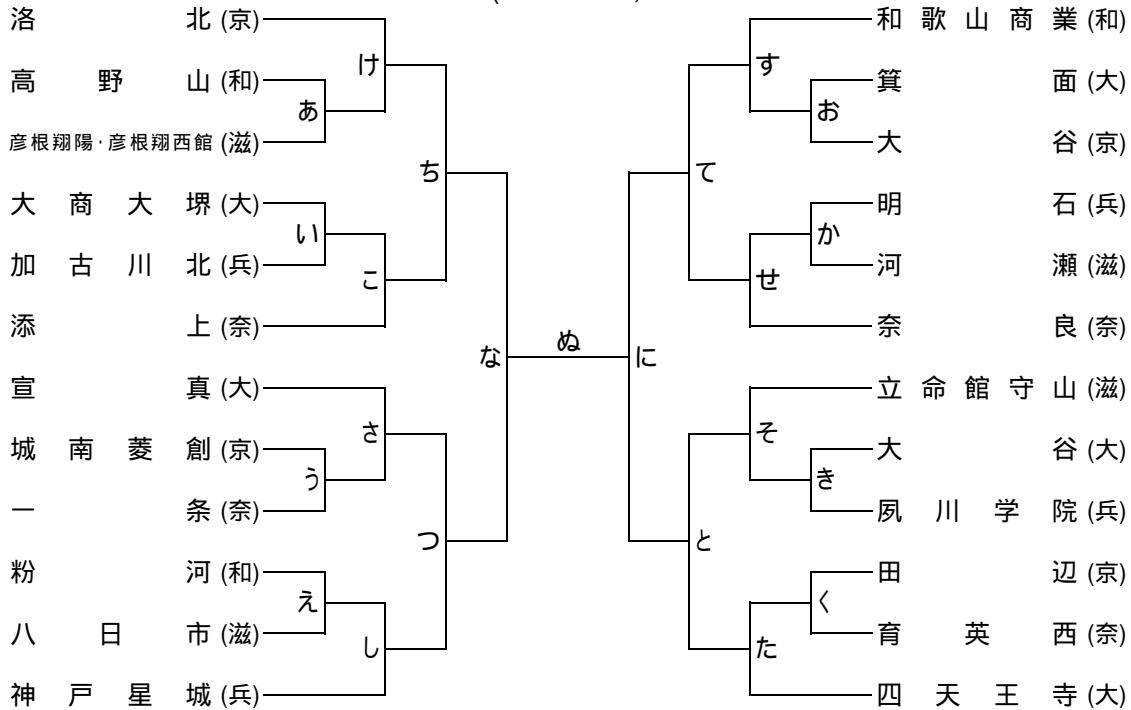 洛北(京)
け
高野山(和)
あ
彦根翔陽・彦根翔西館(滋)
ち
大商大堺(大)
い
加古川北(兵)
こ
添上(奈)
な
宣真(大)
さ
城南菱創(京)
う
一条(奈)
つ
粉河(和)
え
八日市(滋)
し
神戸星城(兵)
ぬ
和歌山商業(和)
す
箕面(大)
お
大谷(京)
て
明石(兵)
か
河瀬(滋)
せ
奈良(奈)
に
立命館守山(滋)
そ
大谷(大)
き
夙川学院(兵)
と
田辺(京)
く
育英西(奈)
た
四天王寺(大)